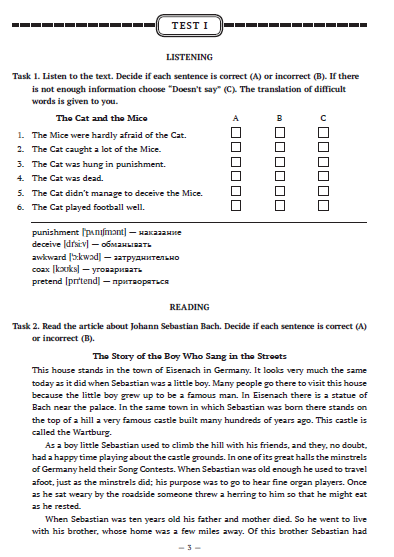 TEST I
LISTENING
Task 1. Listen to the text. Decide if each sentence is correct (A) or incorrect (B). If there
is not enough information choose “Doesn’t say” (C). The translation of difficult
words is given to you.
The Cat and the Mice A B C
1. The Mice were hardly afraid of the Cat.
2. The Cat caught a lot of the Mice.
3. The Cat was hung in punishment.
4. The Cat was dead.
5. The Cat didn’t manage to deceive the Mice.
6. The Cat played football well.
punishment [ˈpʌnɪʃmənt] — наказание
deceive [dɪˈsiːv] — обманывать
awkward [ˈɔːkwəd] — затруднительно
coax [kəʊks] — уговаривать
pretend [prɪˈtend] — притворяться
READING
Task 2. Read the article about Johann Sebastian Bach. Decide if each sentence is correct (A)
or incorrect (B).
The Story of the Boy Who Sang in the Streets
This house stands in the town of Eisenach in Germany. It looks very much the same
today as it did when Sebastian was a little boy. Many people go there to visit this house
because the little boy grew up to be a famous man. In Eisenach there is a statue of
Bach near the palace. In the same town in which Sebastian was born there stands on
the top of a hill a very famous castle built many hundreds of years ago. This castle is
called the Wartburg.
As a boy little Sebastian used to climb the hill with his friends, and they, no doubt,
had a happy time playing about the castle grounds. In one of its great halls the minstrels
of Germany held their Song Contests. When Sebastian was old enough he used to travel
afoot, just as the minstrels did; his purpose was to go to hear fine organ players. Once
as he sat weary by the roadside someone threw a herring to him so that he might eat
as he rested.
When Sebastian was ten years old his father and mother died. So he went to live
with his brother, whose home was a few miles away. Of this brother Sebastian had
— 3 —